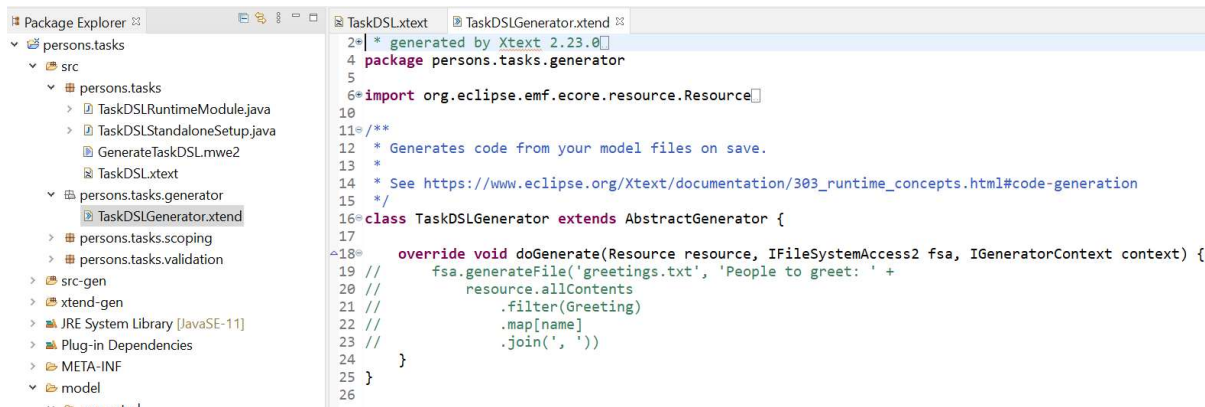 Package Explorer
persons.tasks
src
persons.tasks
TaskDSLRuntimeModule.java
TaskDSLStandaloneSetup.java
GenerateTaskDSL.mwe2
TaskDSL.xtext
persons.tasks.generator
TaskDSLGenerator.xtend
persons.tasks.scoping
persons.tasks.validation
src-gen
xtend-gen
JRE System Library [JavaSE-11]
Plug-in Dependencies
META-INF
model
TaskDSL.xtext TaskDSLGenerator.xtend
2 * generated by Xtext 2.23.0
4 package persons.tasks.generator
5
6 import org.eclipse.emf.ecore.resource.Resource
10
11 /**
12 * Generates code from your model files on save.
13 *
14 * See https://www.eclipse.org/Xtext/documentation/303_runtime_concepts.html#code-generation
15 */
16 class TaskDSLGenerator extends AbstractGenerator {
17
18 override void doGenerate(Resource resource, IFileSystemAccess2 fsa, IGeneratorContext context) {
19 // fsa.generateFile('greetings.txt', 'People to greet: ' +
20 // resource.allContents
21 // .filter(Greeting)
22 // .map[name]
23 // .join(', '))
24 }
25 }
26